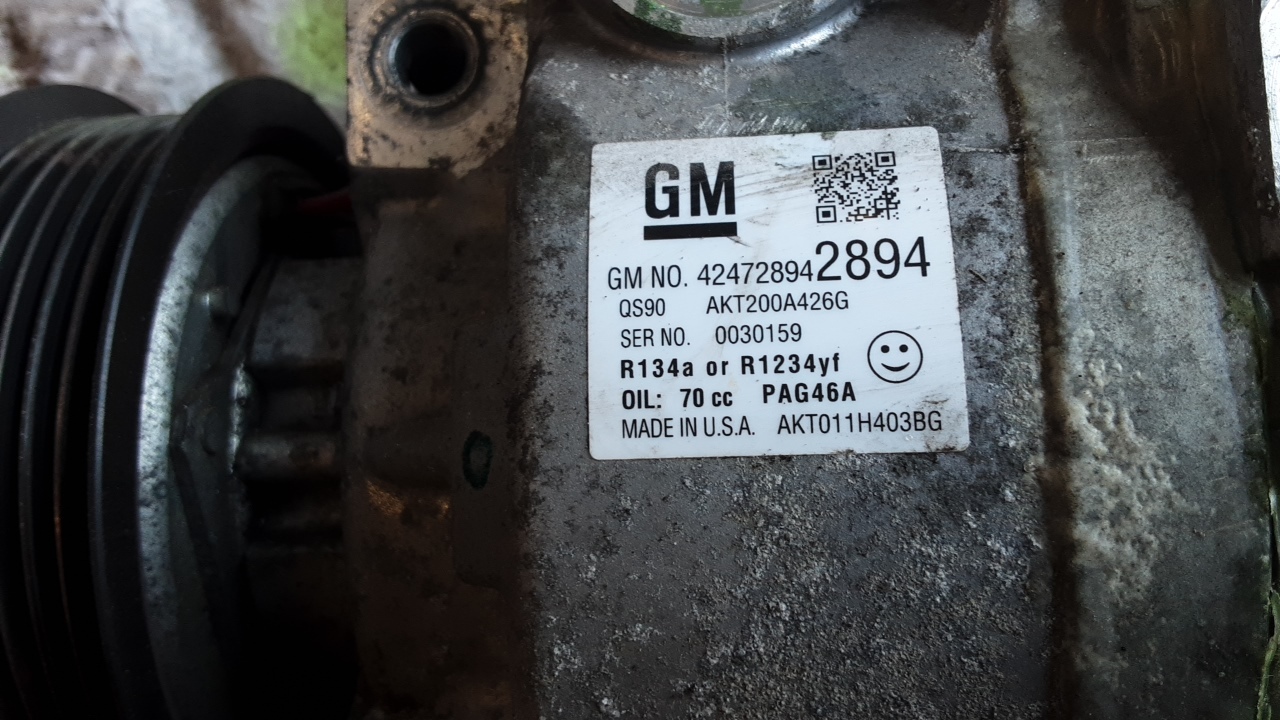 GM
GM NO. 42472894 2894
QS90 AKT200A426G
SER NO. 0030159
R134a or R1234yf
OIL: 70 cc PAG46A
MADE IN U.S.A. AKT011H403BG